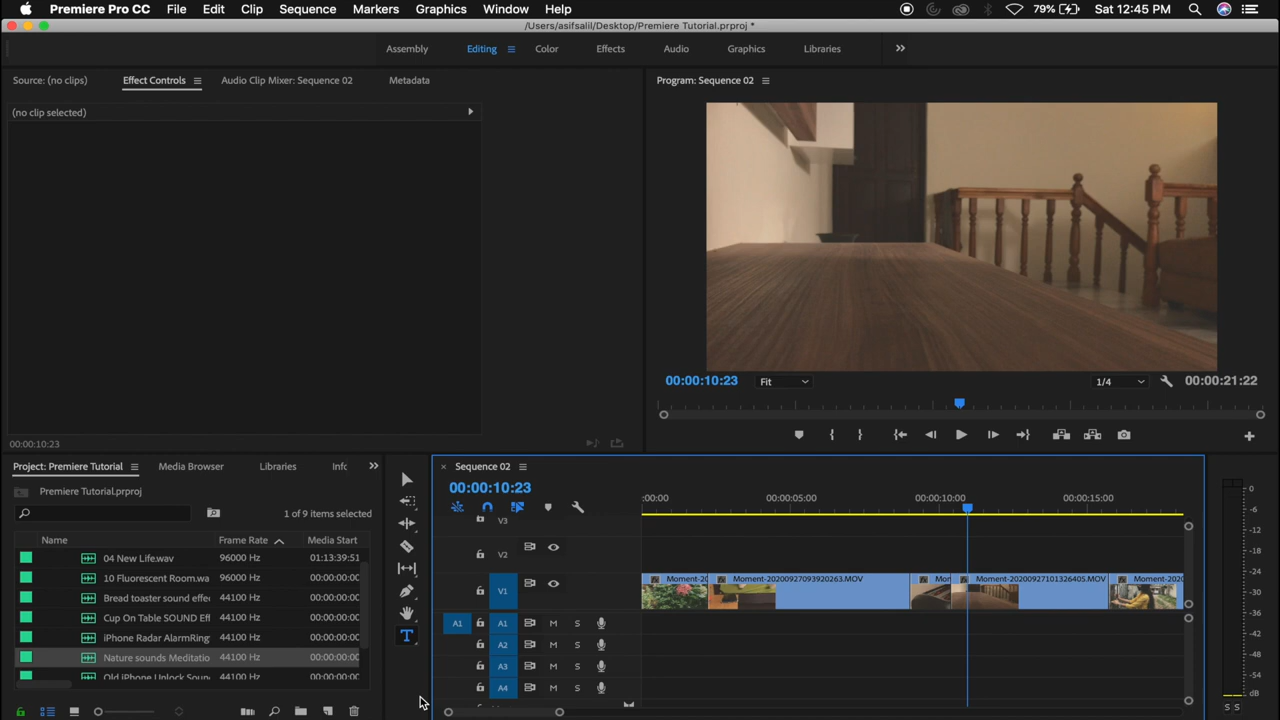 Premiere Pro CC File Edit Clip Sequence Markers Graphics Window Help 79% Sat 12:45 PM
/Users/asifsalil/Desktop/Premiere Tutorial.prproj *
Assembly Editing Color Effects Audio Graphics Libraries
Source: (no clips) Effect Controls Audio Clip Mixer: Sequence 02 Metadata
Program: Sequence 02
(no clip selected)
00:00:10:23 Fit 1/4 00:00:21:22
00:00:10:23
Project: Premiere Tutorial Media Browser Libraries Infc
Sequence 02
Premiere Tutorial.prproj
00:00:10:23
1 of 9 items selected
:00:00 00:00:05:00 00:00:10:00 00:00:15:00
Name Frame Rate Media Start
04 New Life.wav 96000 Hz 01:13:39:51
10 Fluorescent Room.wa 96000 Hz 00:00:00:00
Bread toaster sound effe 44100 Hz 00:00:00:00
Cup On Table SOUND Eff 44100 Hz 00:00:00:00
iPhone Radar AlarmRing 44100 Hz 00:00:00:00
Nature sounds Meditatio 44100 Hz 00:00:00:00
Old iPhone Unlock Soun 44100 Hz 00:00:00:00
V3
V2
V1 Moment-20 Moment-20200927093920263.MOV Mom Moment-20200927101326405.MOV Moment-202
A1 A1 M S
A2 M S
A3 M S
A4 M S
0
-6
-12
-18
-24
-30
-36
-42
-48
-54
dB
S S